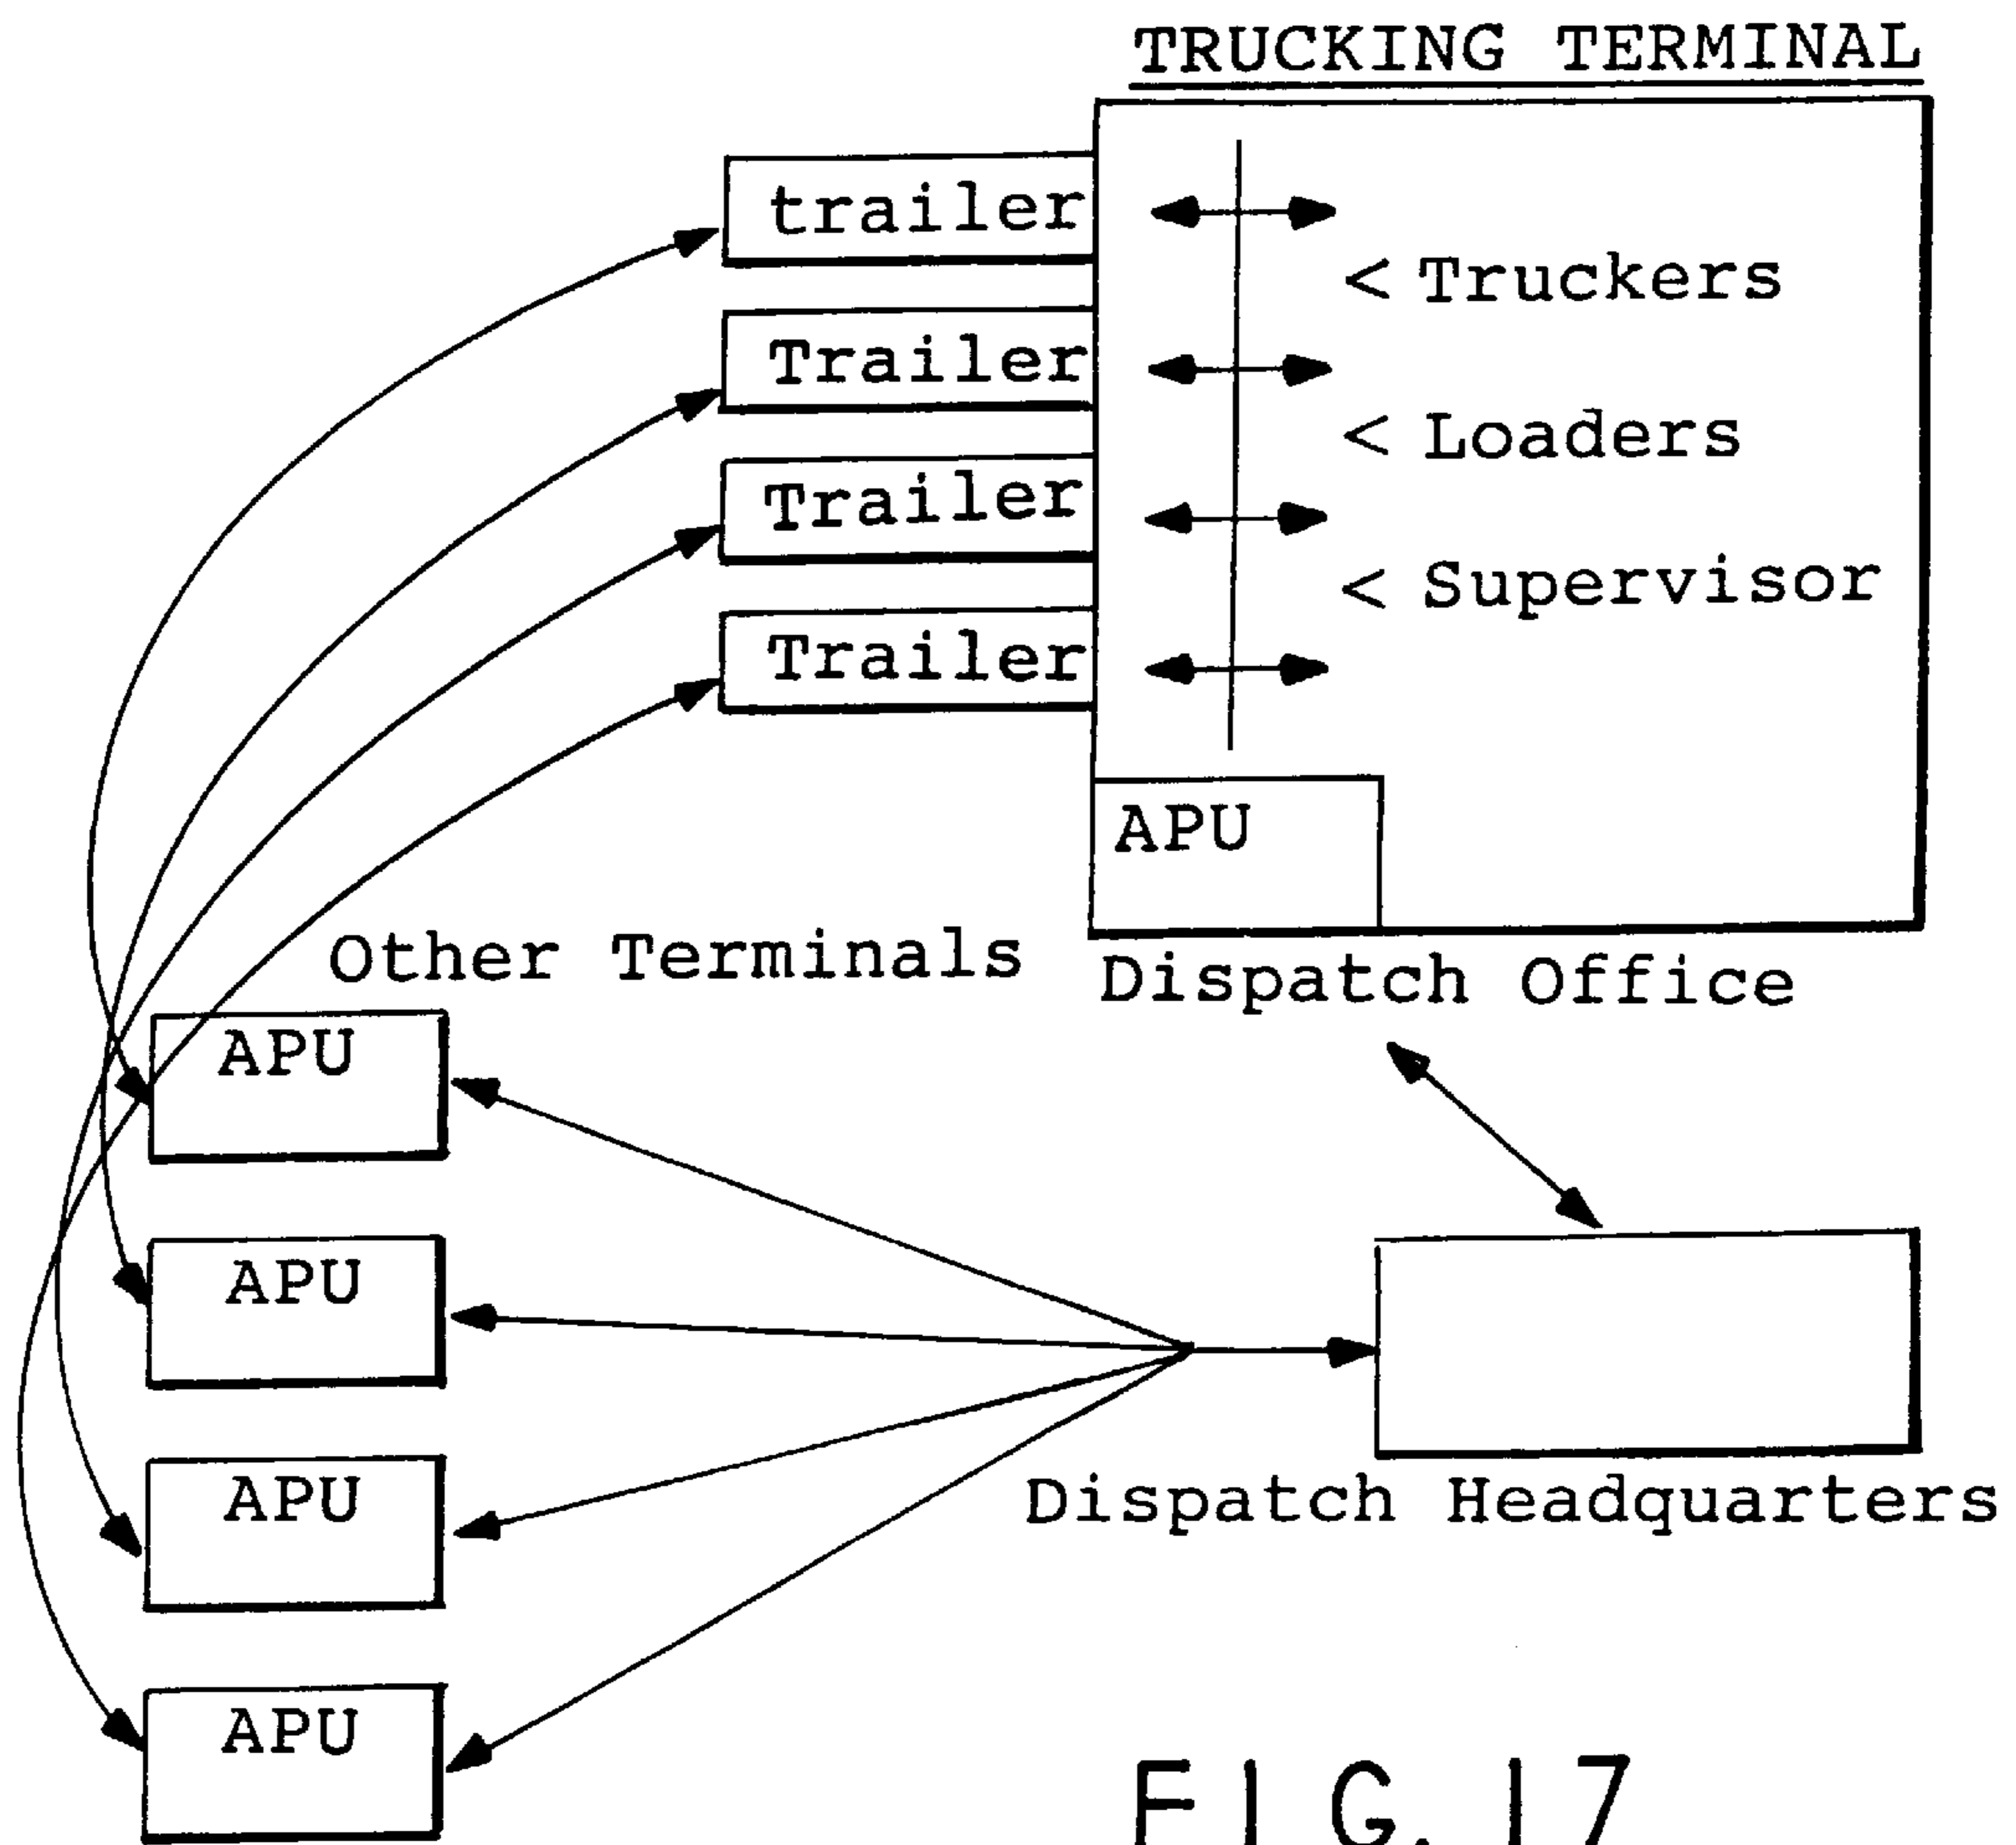 TRUCKING TERMINAL
trailer
< Truckers
Trailer
< Loaders
Trailer
< Supervisor
Trailer
APU
Other Terminals
Dispatch Office
APU
APU
Dispatch Headquarters
APU
APU
FIG. 17